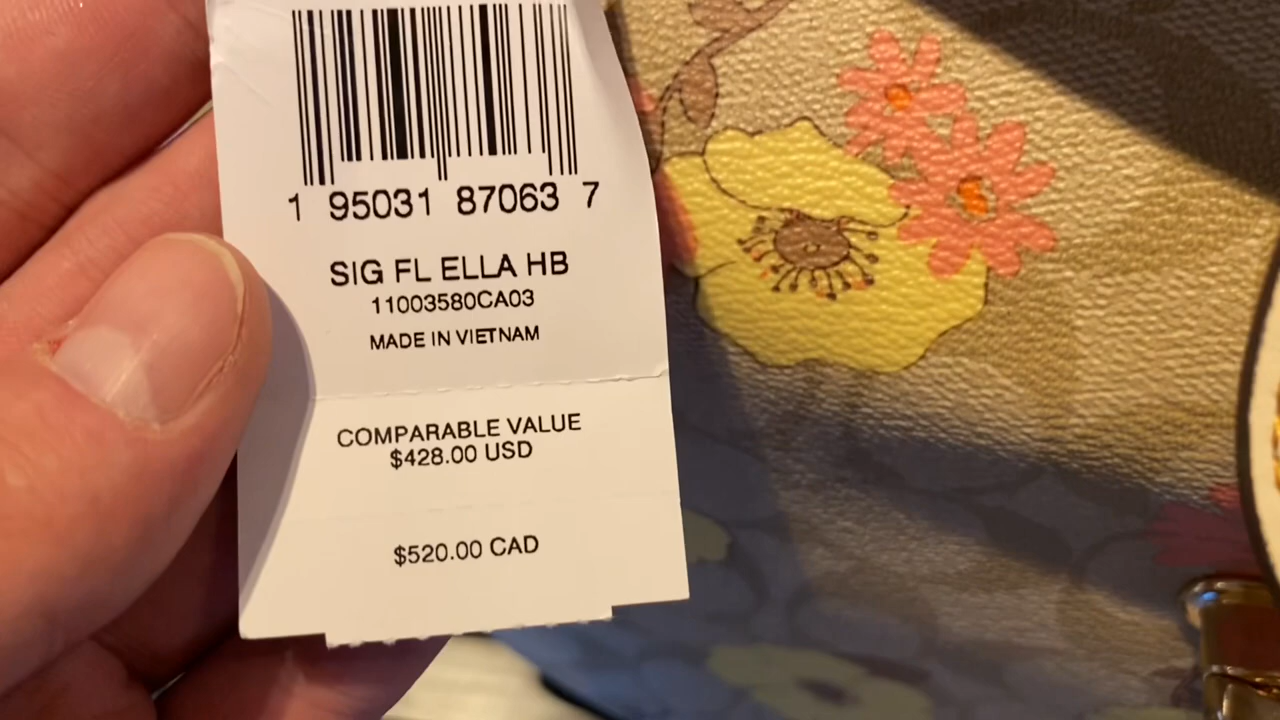 1 95031 87063 7
SIG FL ELLA HB
11003580CA03
MADE IN VIETNAM
COMPARABLE VALUE
$428.00 USD
$520.00 CAD